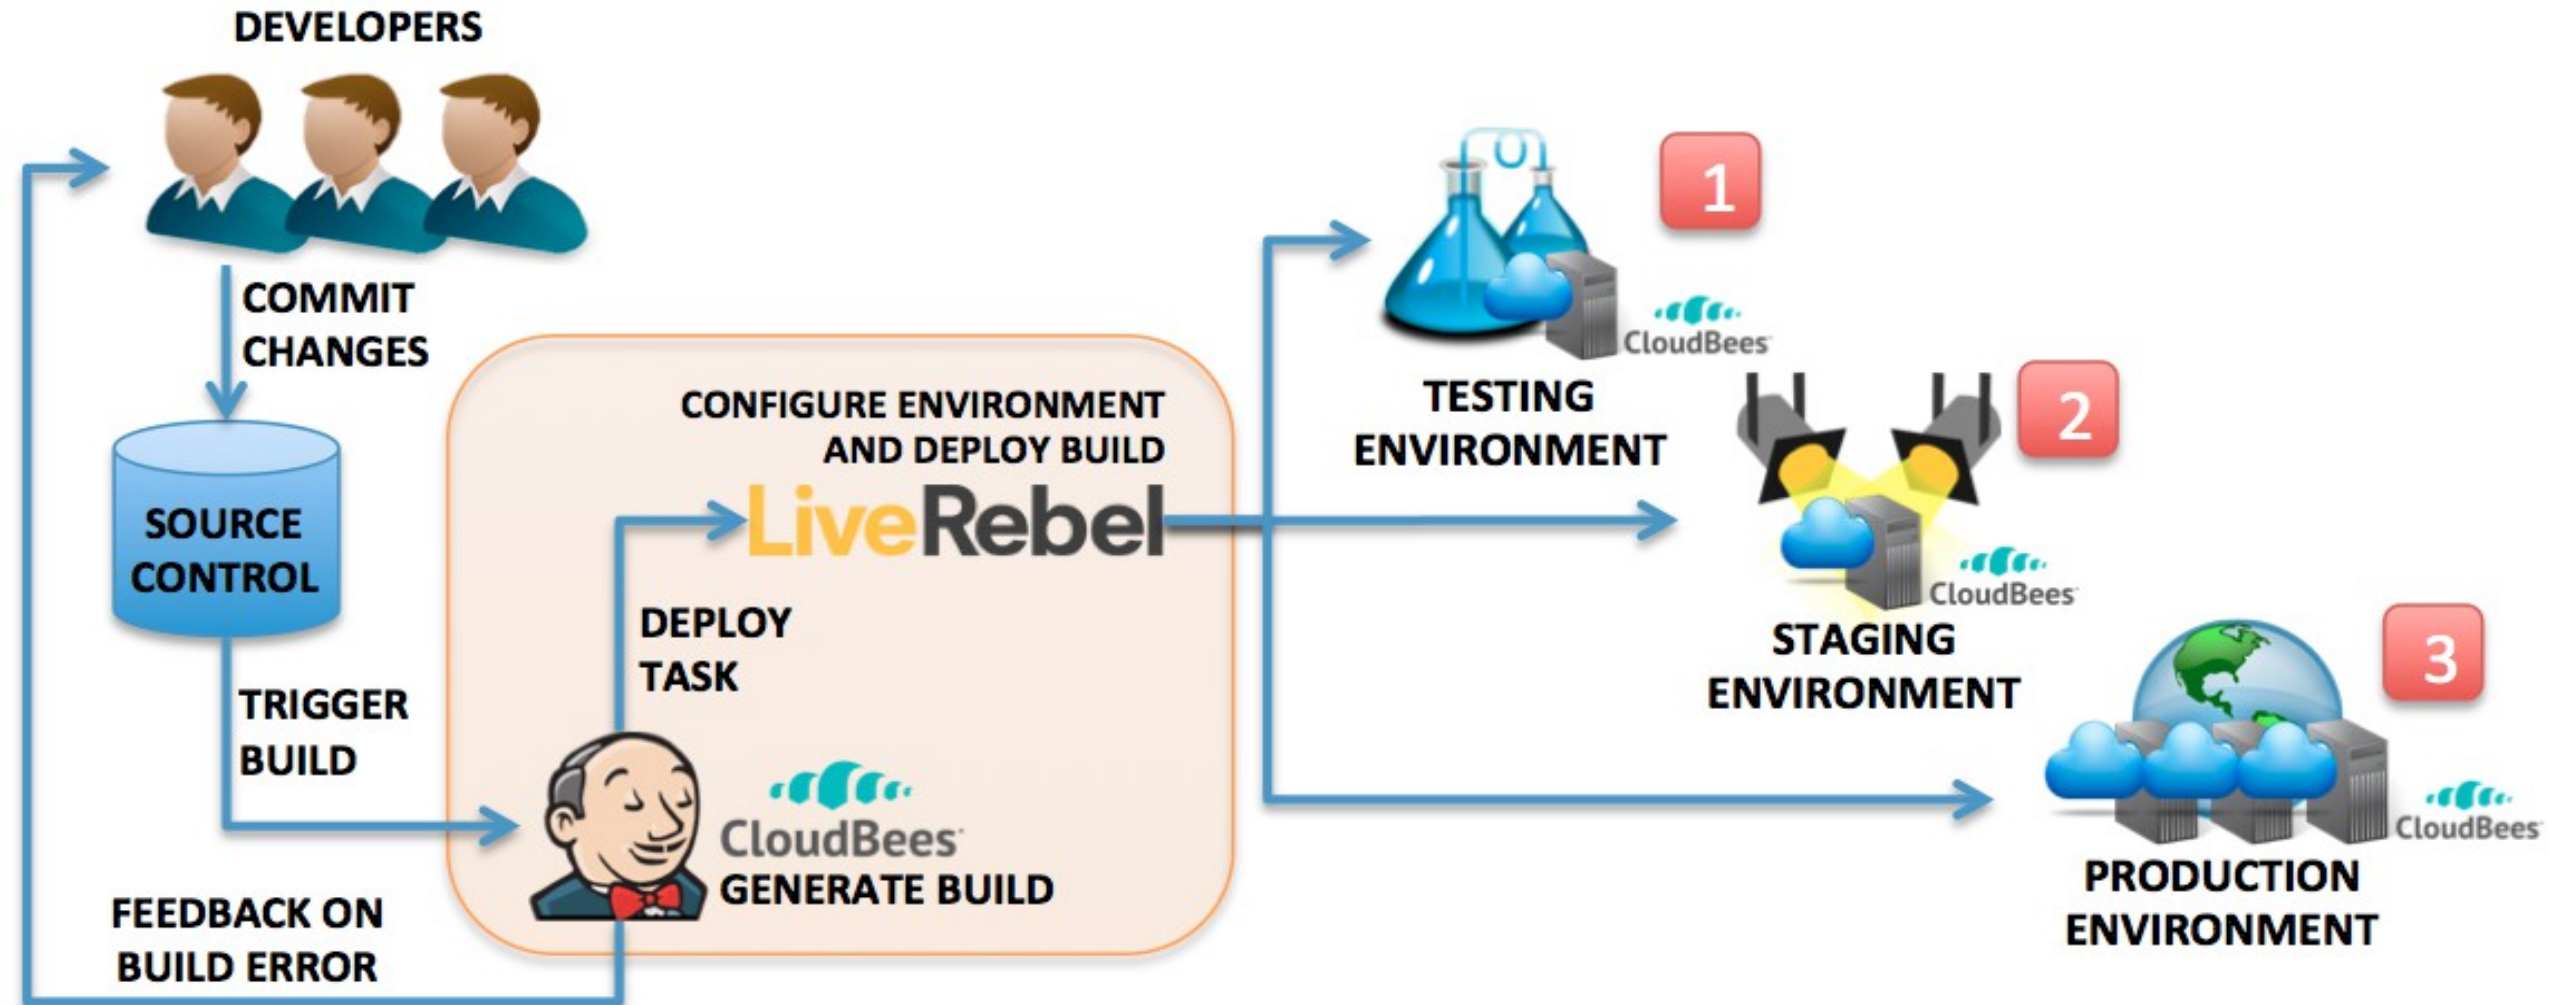 DEVELOPERS
COMMIT
CHANGES
SOURCE
CONTROL
TRIGGER
BUILD
FEEDBACK ON
BUILD ERROR
CONFIGURE ENVIRONMENT
AND DEPLOY BUILD
LiveRebel
DEPLOY
TASK
CloudBees
GENERATE BUILD
1
CloudBees
TESTING
ENVIRONMENT
2
CloudBees
STAGING
ENVIRONMENT
3
CloudBees
PRODUCTION
ENVIRONMENT